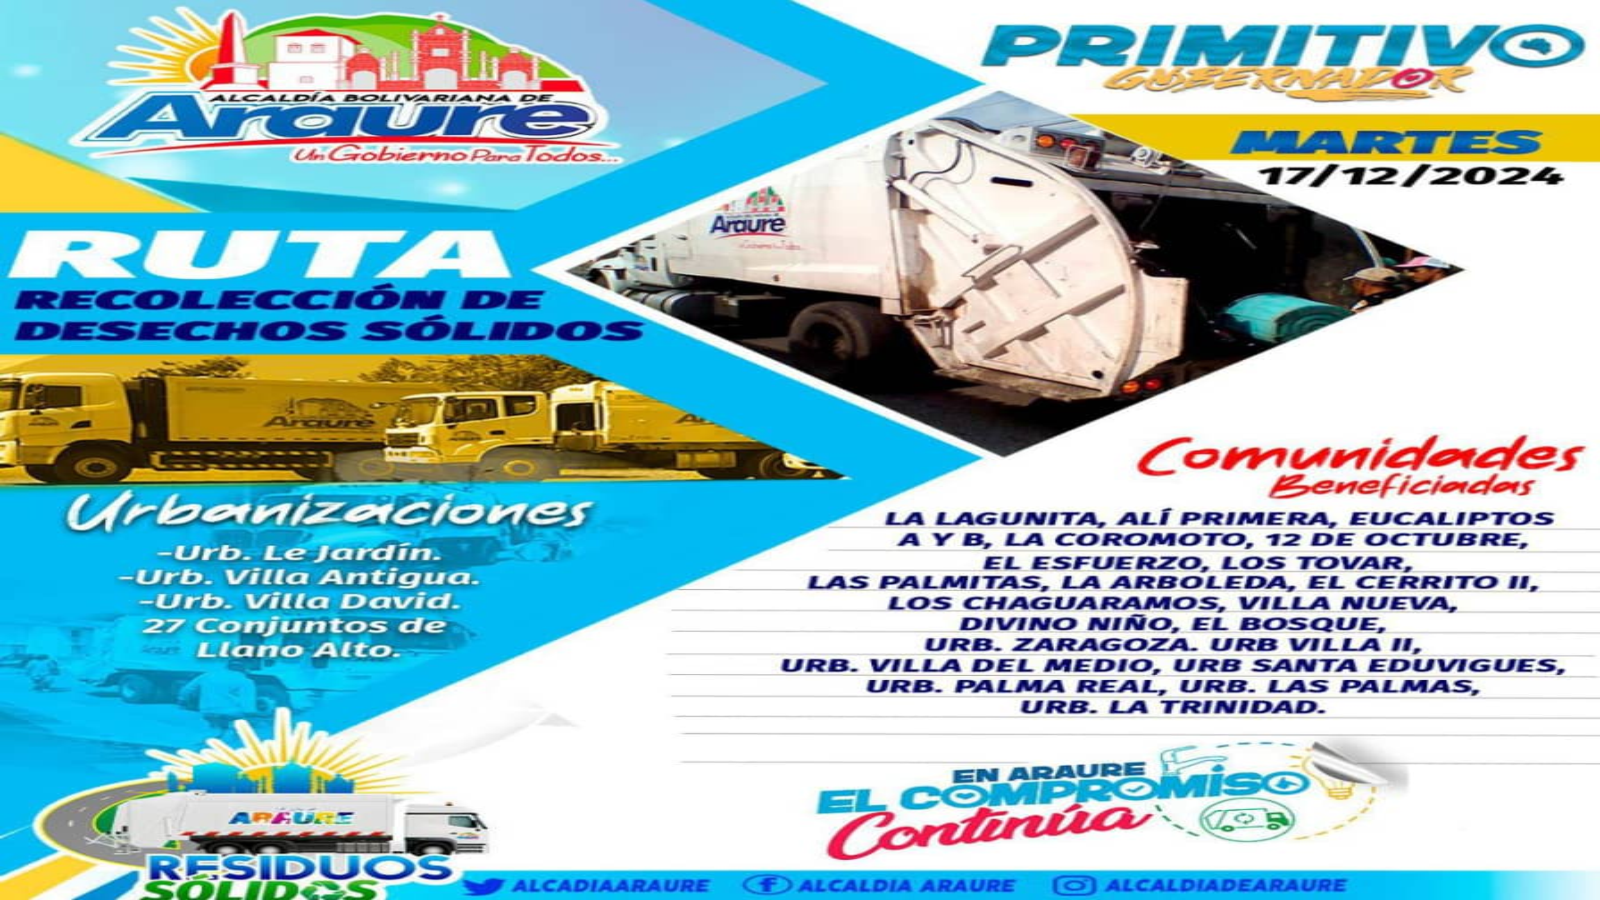 ALCALDÍA BOLIVARIANA DE
Araure
Un Gobierno Para Todos...
PRIMITIVO
GOBERNADOR
MARTES
17/12/2024
RUTA
RECOLECCIÓN DE
DESECHOS SÓLIDOS
Araure
Araure
Urbanizaciones
-Urb. Le Jardín.
-Urb. Villa Antigua.
-Urb. Villa David.
27 Conjuntos de
Llano Alto.
Comunidades
Beneficiadas
LA LAGUNITA, ALÍ PRIMERA, EUCALIPTOS
A Y B, LA COROMOTO, 12 DE OCTUBRE,
EL ESFUERZO, LOS TOVAR,
LAS PALMITAS, LA ARBOLEDA, EL CERRITO II,
LOS CHAGUARAMOS, VILLA NUEVA,
DIVINO NIÑO, EL BOSQUE,
URB. ZARAGOZA. URB VILLA II,
URB. VILLA DEL MEDIO, URB SANTA EDUVIGUES,
URB. PALMA REAL, URB. LAS PALMAS,
URB. LA TRINIDAD.
EN ARAURE
EL COMPROMISO
Continúa
ARAURE
RESIDUOS
SÓLIDOS
ALCADIAARAURE
ALCALDIA ARAURE
ALCALDIADEARAURE